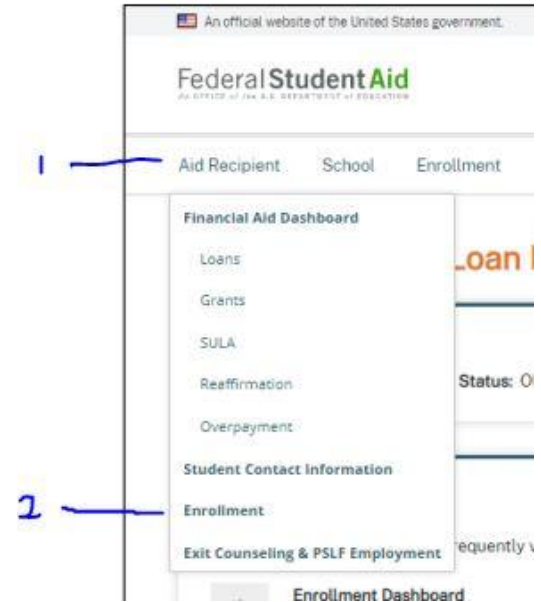 An official website of the United States government.
Federal Student Aid
An OFFICE of the U.S. DEPARTMENT of EDUCATION
1
Aid Recipient School Enrollment
Financial Aid Dashboard
Loan
Loans
Grants
SULA
Reaffirmation
Status:
Overpayment
Student Contact Information
2
Enrollment
Exit Counseling & PSLF Employment
equently
Enrollment Dashboard